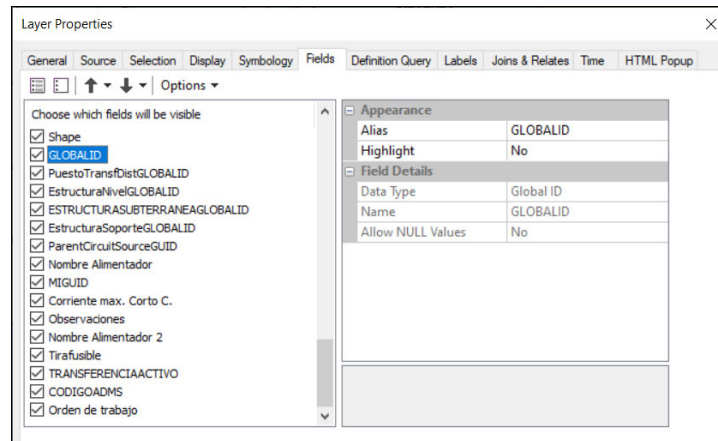 Layer Properties
General Source Selection Display Symbology Fields Definition Query Labels Joins & Relates Time HTML Popup
Options
Choose which fields will be visible
Shape
GLOBALID
PuestoTransfDistGLOBALID
EstructuraNivelGLOBALID
ESTRUCTURASUBTERRANEAGLOBALID
EstructuraSoporteGLOBALID
ParentCircuitSourceGUID
Nombre Alimentador
MIGUID
Corriente max. Corto C.
Observaciones
Nombre Alimentador 2
Tirafusible
TRANSFERENCIAACTIVO
CODIGOADMS
Orden de trabajo
Appearance
Alias GLOBALID
Highlight No
Field Details
Data Type Global ID
Name GLOBALID
Allow NULL Values No